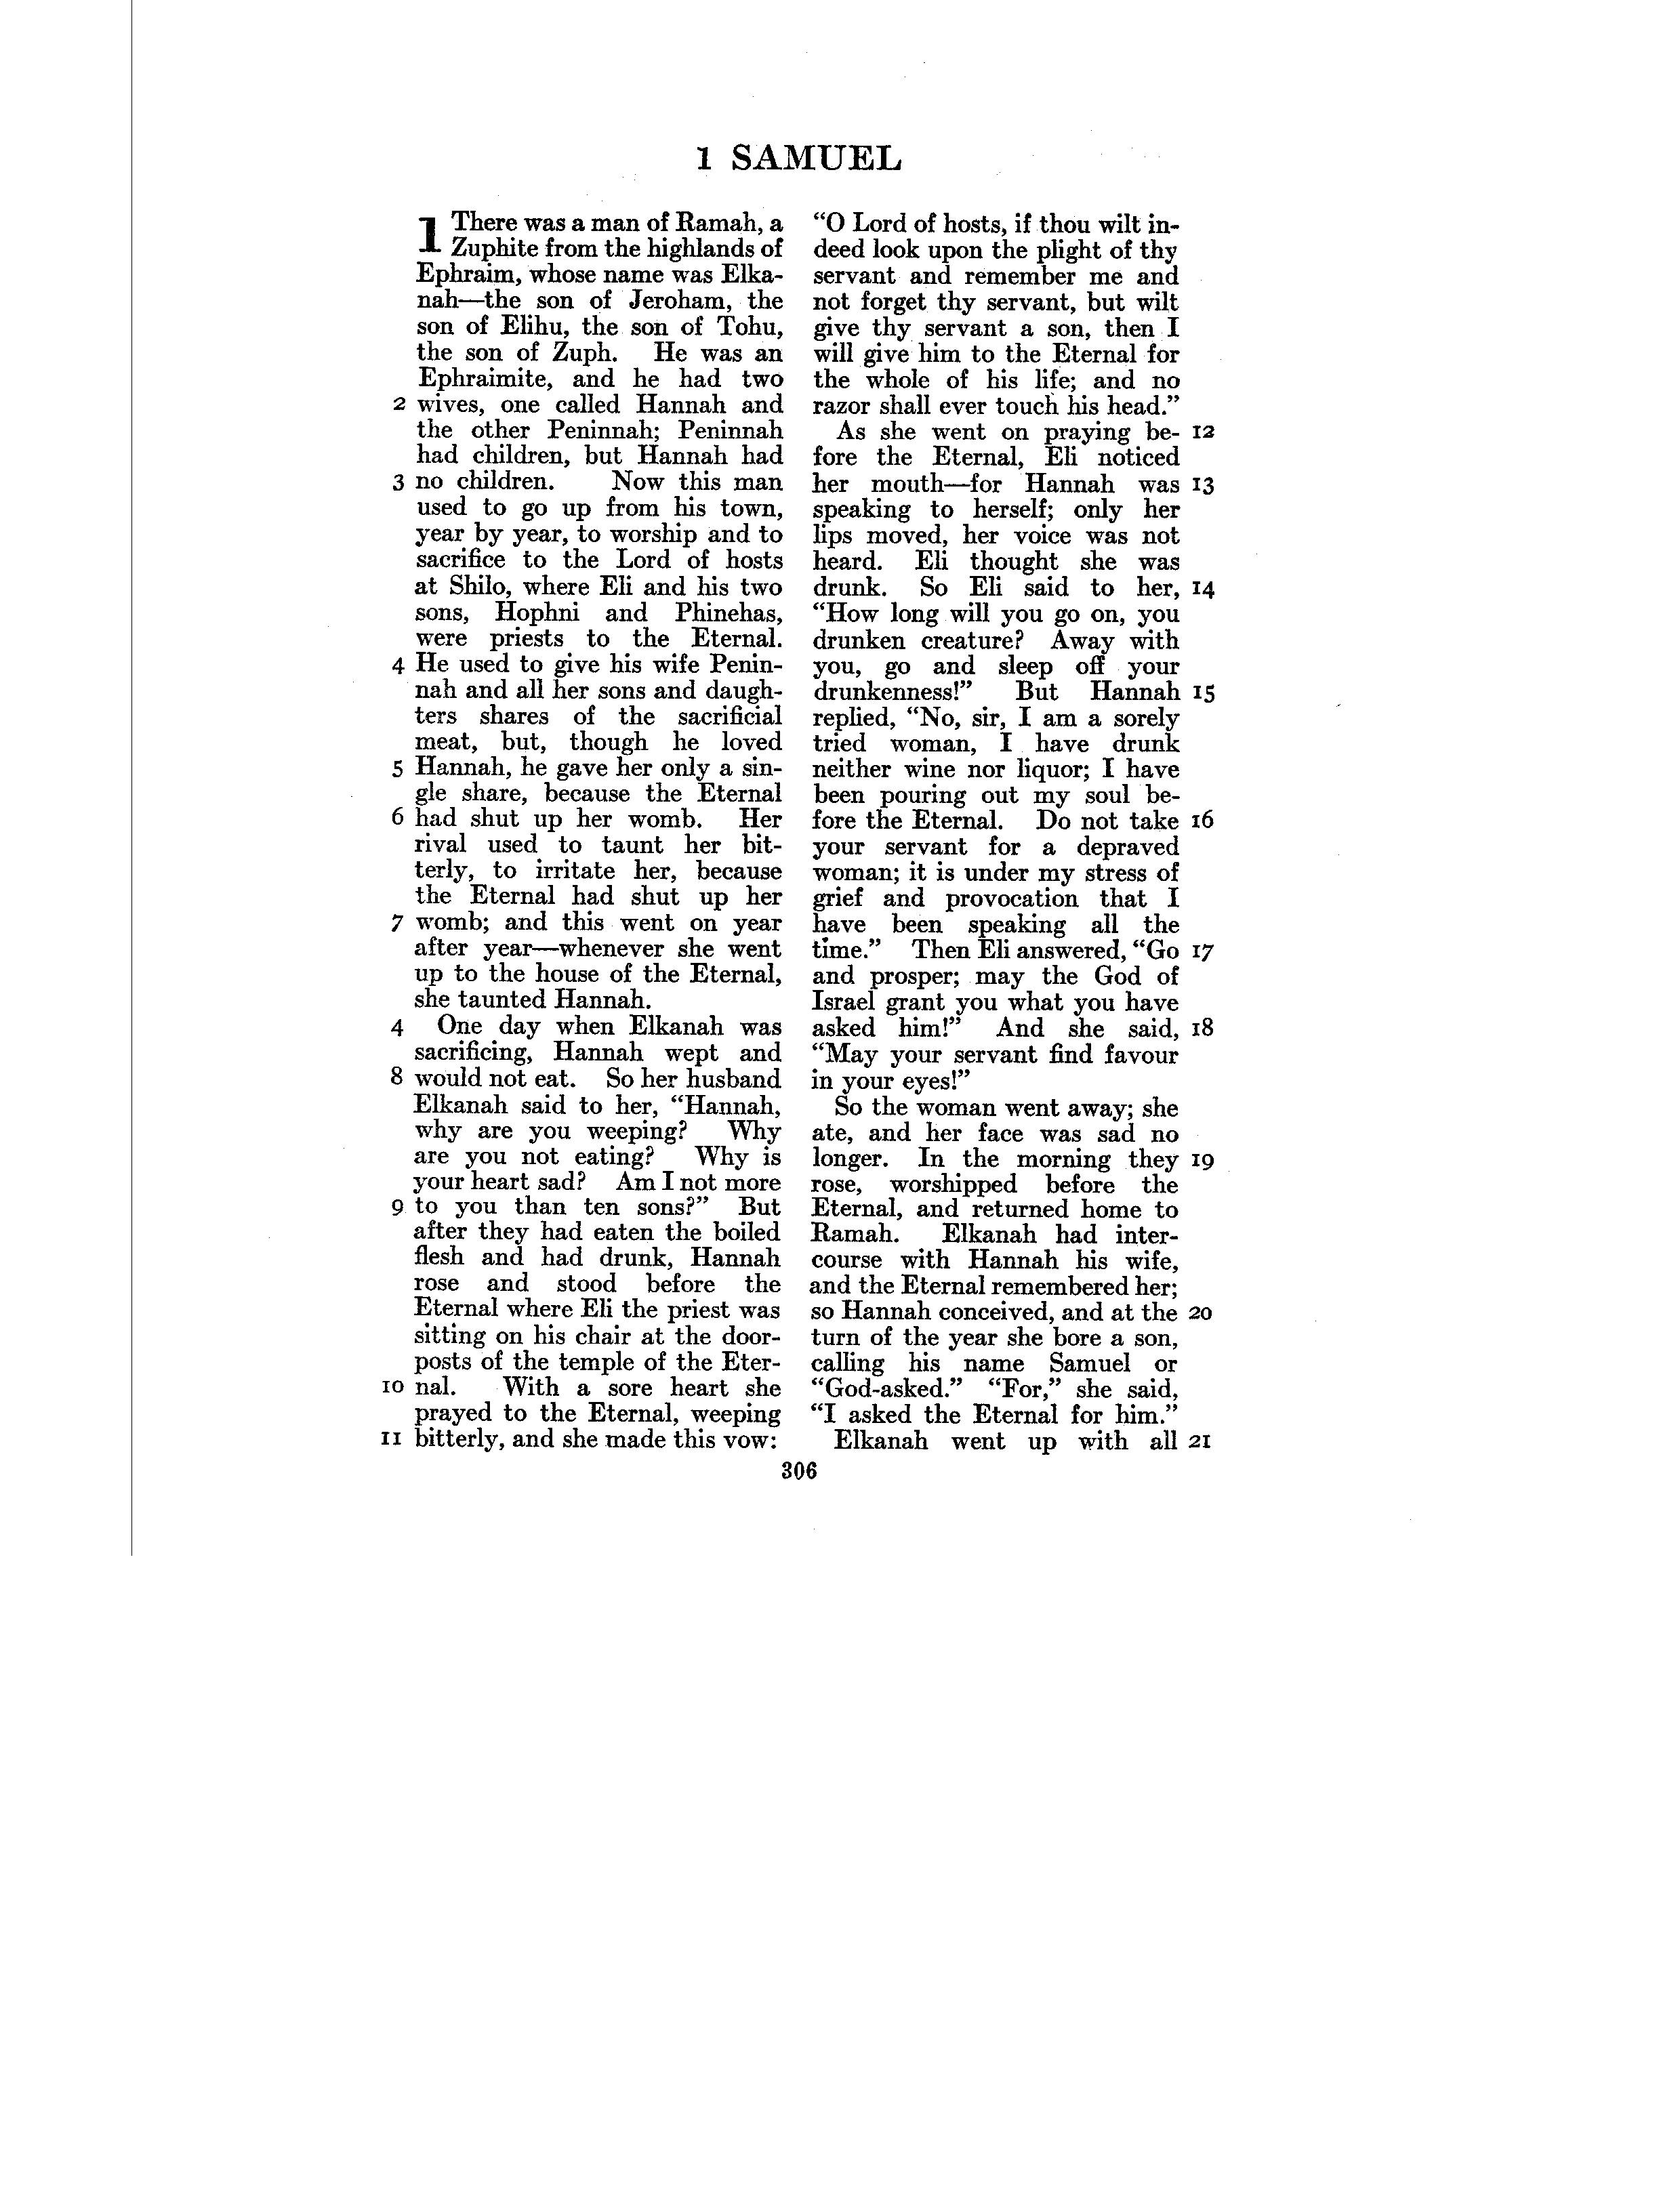 1 SAMUEL
1 There was a man of Ramah, a
Zuphite from the highlands of
Ephraim, whose name was Elka-
nah—the son of Jeroham, the
son of Elihu, the son of Tohu,
the son of Zuph. He was an
Ephraimite, and he had two
2 wives, one called Hannah and
the other Peninnah; Peninnah
had children, but Hannah had
3 no children. Now this man
used to go up from his town,
year by year, to worship and to
sacrifice to the Lord of hosts
at Shilo, where Eli and his two
sons, Hophni and Phinehas,
were priests to the Eternal.
4 He used to give his wife Penin-
nah and all her sons and daugh-
ters shares of the sacrificial
meat, but, though he loved
5 Hannah, he gave her only a sin-
gle share, because the Eternal
6 had shut up her womb. Her
rival used to taunt her bit-
terly, to irritate her, because
the Eternal had shut up her
7 womb; and this went on year
after year—whenever she went
up to the house of the Eternal,
she taunted Hannah.
4 One day when Elkanah was
sacrificing, Hannah wept and
8 would not eat. So her husband
Elkanah said to her, “Hannah,
why are you weeping? Why
are you not eating? Why is
your heart sad? Am I not more
9 to you than ten sons?” But
after they had eaten the boiled
flesh and had drunk, Hannah
rose and stood before the
Eternal where Eli the priest was
sitting on his chair at the door-
posts of the temple of the Eter-
10 nal. With a sore heart she
prayed to the Eternal, weeping
11 bitterly, and she made this vow:
“O Lord of hosts, if thou wilt in-
deed look upon the plight of thy
servant and remember me and
not forget thy servant, but wilt
give thy servant a son, then I
will give him to the Eternal for
the whole of his life; and no
razor shall ever touch his head.”
As she went on praying be- 12
fore the Eternal, Eli noticed
her mouth—for Hannah was 13
speaking to herself; only her
lips moved, her voice was not
heard. Eli thought she was
drunk. So Eli said to her, 14
“How long will you go on, you
drunken creature? Away with
you, go and sleep off your
drunkenness!” But Hannah 15
replied, “No, sir, I am a sorely
tried woman, I have drunk
neither wine nor liquor; I have
been pouring out my soul be-
fore the Eternal. Do not take 16
your servant for a depraved
woman; it is under my stress of
grief and provocation that I
have been speaking all the
time.” Then Eli answered, “Go 17
and prosper; may the God of
Israel grant you what you have
asked him!” And she said, 18
“May your servant find favour
in your eyes!”
So the woman went away; she
ate, and her face was sad no
longer. In the morning they 19
rose, worshipped before the
Eternal, and returned home to
Ramah. Elkanah had inter-
course with Hannah his wife,
and the Eternal remembered her;
so Hannah conceived, and at the 20
turn of the year she bore a son,
calling his name Samuel or
“God-asked.” “For,” she said,
“I asked the Eternal for him.”
Elkanah went up with all 21
306